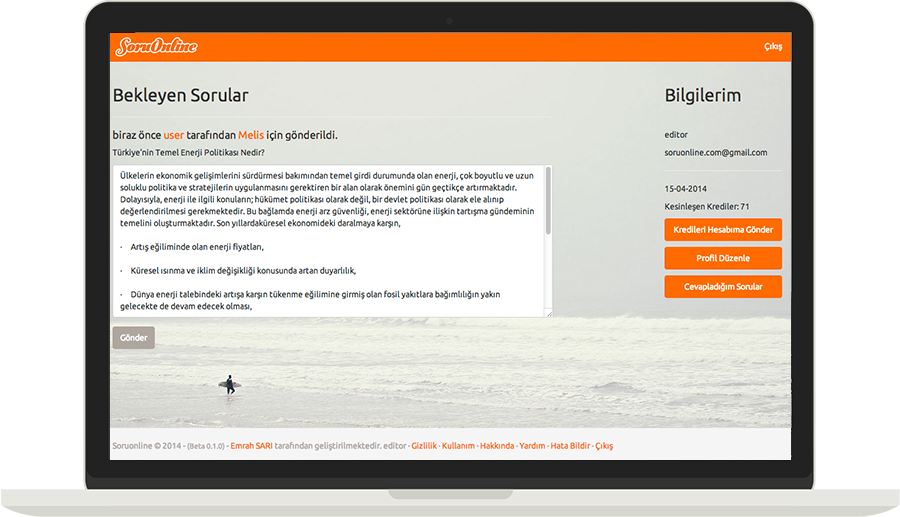 SoruOnline
Çıkış
Bekleyen Sorular
biraz önce user tarafından Melis için gönderildi.
Türkiye'nin Temel Enerji Politikası Nedir?
Ülkelerin ekonomik gelişimlerini sürdürmesi bakımından temel girdi durumunda olan enerji, çok boyutlu ve uzun
soluklu politika ve stratejilerin uygulanmasını gerektiren bir alan olarak önemini gün geçtikçe artırmaktadır.
Dolayısıyla, enerji ile ilgili konuların; hükümet politikası olarak değil, bir devlet politikası olarak ele alınıp
değerlendirilmesi gerekmektedir. Bu bağlamda enerji arz güvenliği, enerji sektörüne ilişkin tartışma gündeminin
temelini oluşturmaktadır. Son yıllardaküresel ekonomideki daralmaya karşın,
· Artış eğiliminde olan enerji fiyatları,
· Küresel ısınma ve iklim değişikliği konusunda artan duyarlılık,
· Dünya enerji talebindeki artışa karşın tükenme eğilimine girmiş olan fosil yakıtlara bağımlılığın yakın
gelecekte de devam edecek olması,
Gönder
Bilgilerim
editor
soruonline.com@gmail.com
15-04-2014
Kesinleşen Krediler: 71
Kredileri Hesabıma Gönder
Profil Düzenle
Cevapladığım Sorular
Soruonline © 2014 - (Beta 0.1.0) - Emrah SARI tarafından geliştirilmektedir. editor · Gizlilik · Kullanım · Hakkında · Yardım · Hata Bildir · Çıkış